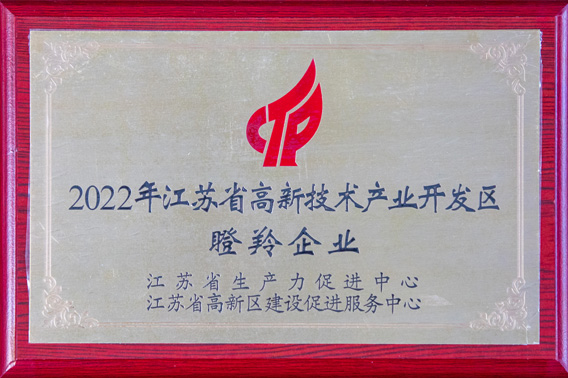 CTP
2022年江苏省高新技术产业开发区
瞪羚企业
江苏省生产力促进中心
江苏省高新区建设促进服务中心